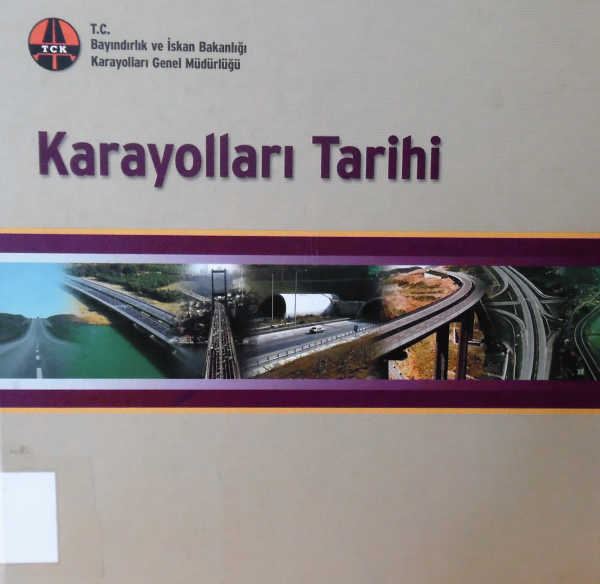 TCK
T.C.
Bayındırlık ve İskan Bakanlığı
Karayolları Genel Müdürlüğü
Karayolları Tarihi